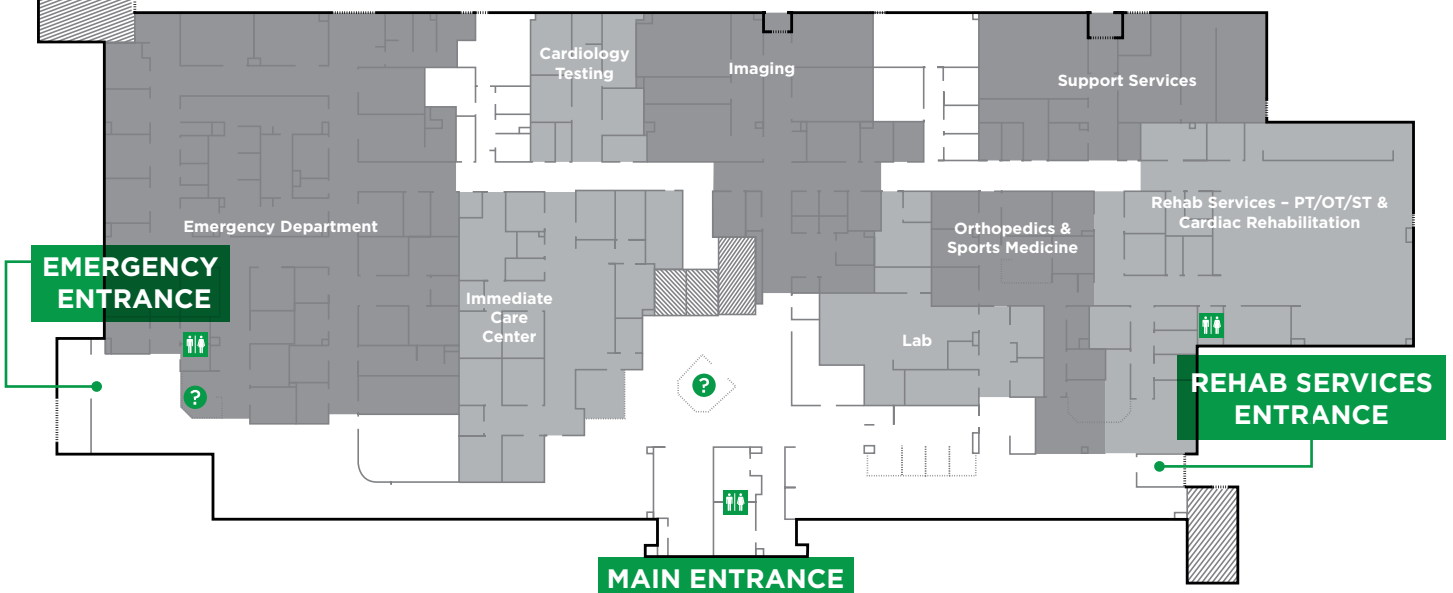 Cardiology
Testing
Imaging
Support Services
Emergency Department
Rehab Services – PT/OT/ST &
Cardiac Rehabilitation
Orthopedics &
Sports Medicine
EMERGENCY
ENTRANCE
Immediate
Care
Center
Lab
?
?
REHAB SERVICES
ENTRANCE
MAIN ENTRANCE